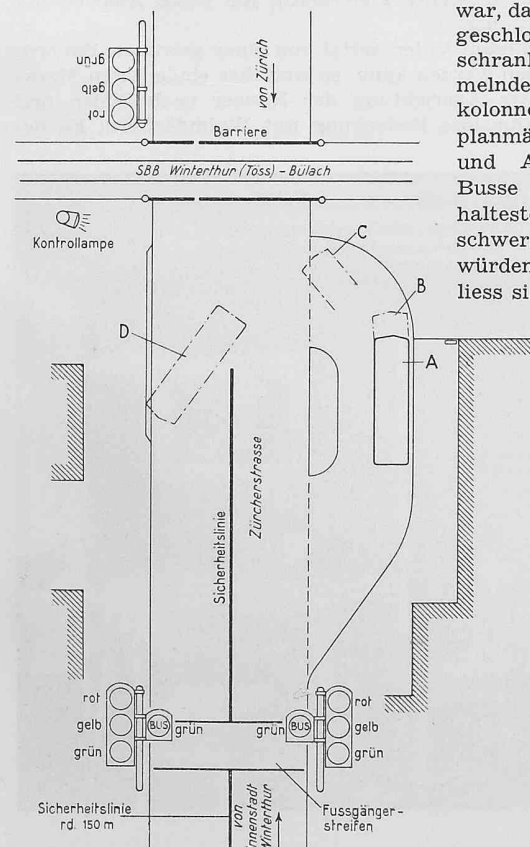 war, da
geschlo
schrank
melnde
kolonne
planmä
und A
Busse
haltest
schwer
würden
liess si
grün
gelb
rot
von Zürich
Barriere
SBB Winterthur (Töss) - Bülach
Kontrollampe
C
B
D
A
Zürcherstrasse
Sicherheitslinie
rot
gelb
grün
BUS
grün
grün
BUS
rot
gelb
grün
Sicherheitslinie
rd. 150 m
von
nnenstadt
Winterthur
Fussgänger-
streifen